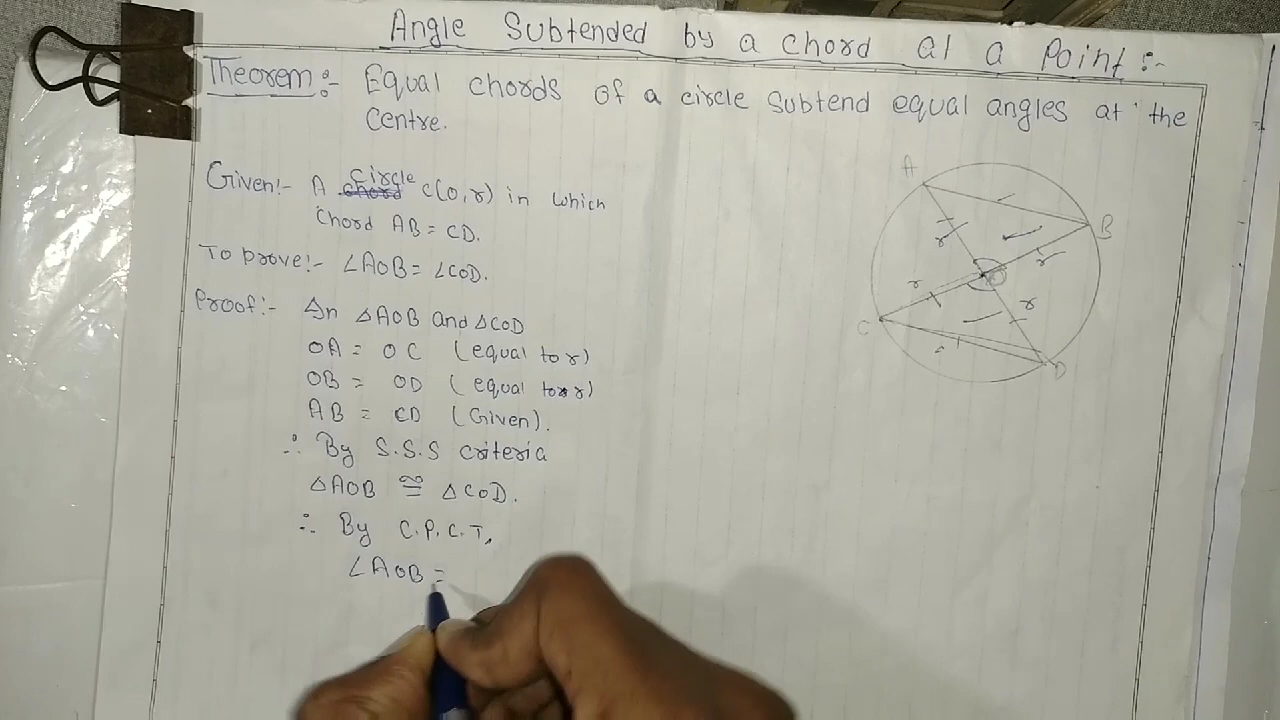 Angle Subtended by a chord at a Point :-
Theorem :- Equal chords of a circle Subtend equal angles at the
Centre.
Given:- A chord circle C(O,r) in which
Chord AB = CD.
To prove:- ∠AOB = ∠COD.
Proof:- In △AOB and △COD
OA = OC (equal to r)
OB = OD (equal to r)
AB = CD (Given).
∴ By S.S.S criteria
△AOB ≅ △COD.
∴ By C.P.C.T,
∠AOB =
A
B
r
r
r
r
C
D